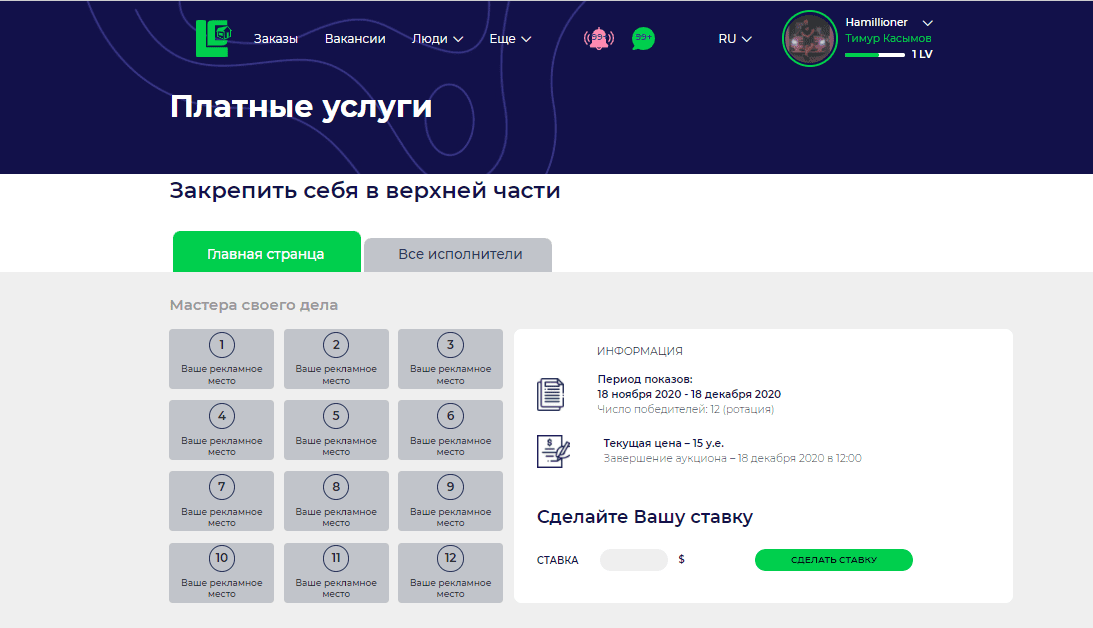 Заказы
Вакансии
Люди
Еще
99+
99+
RU
Hamillioner
Тимур Касымов
1 LV
Платные услуги
Закрепить себя в верхней части
Главная странца
Все исполнители
Мастера своего дела
1
Ваше рекламное
место
2
Ваше рекламное
место
3
Ваше рекламное
место
4
Ваше рекламное
место
5
Ваше рекламное
место
6
Ваше рекламное
место
7
Ваше рекламное
место
8
Ваше рекламное
место
9
Ваше рекламное
место
10
Ваше рекламное
место
11
Ваше рекламное
место
12
Ваше рекламное
место
ИНФОРМАЦИЯ
Период показов:
18 ноября 2020 - 18 декабря 2020
Число победителей: 12 (ротация)
Текущая цена – 15 у.е.
Завершение аукциона – 18 декабря 2020 в 12:00
Сделайте Вашу ставку
СТАВКА
$
СДЕЛАТЬ СТАВКУ